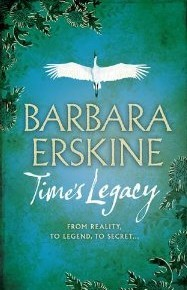 BARBARA
ERSKINE
Time's Legacy
FROM REALITY,
TO LEGEND, TO SECRET...